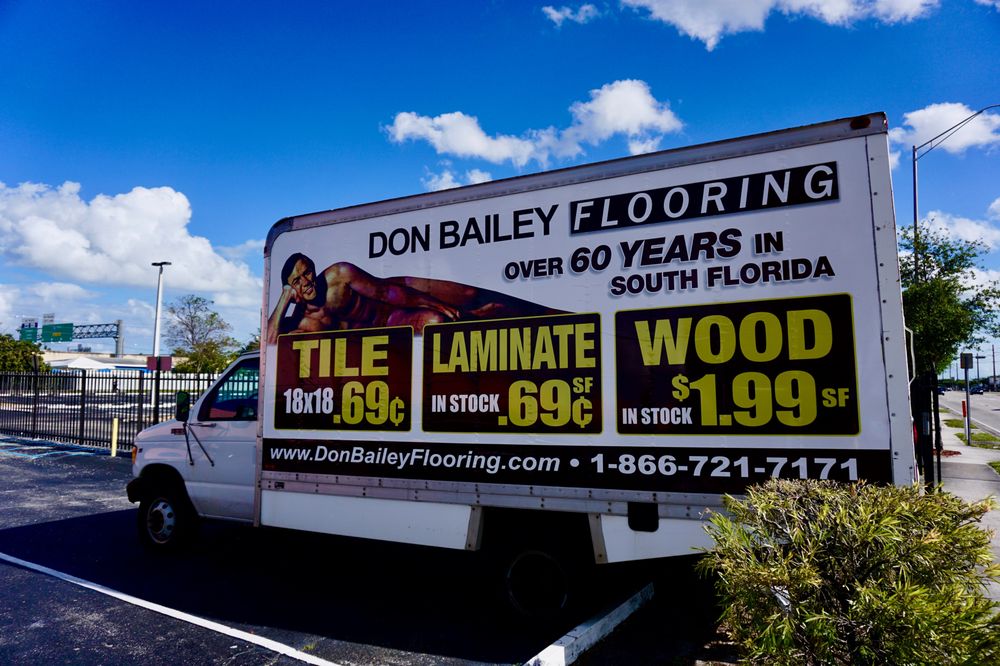 DON BAILEY FLOORING
OVER 60 YEARS IN
SOUTH FLORIDA
TILE
18X18 .69¢
LAMINATE
IN STOCK .69¢ SF
WOOD
IN STOCK $1.99 SF
www.DonBaileyFlooring.com • 1-866-721-7171